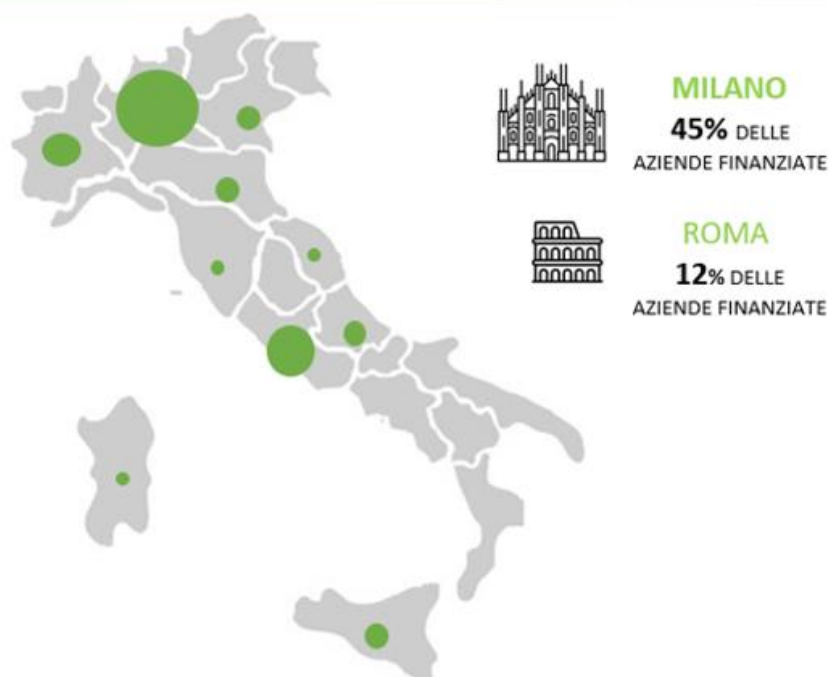 MILANO
45% DELLE
AZIENDE FINANZIATE
ROMA
12% DELLE
AZIENDE FINANZIATE